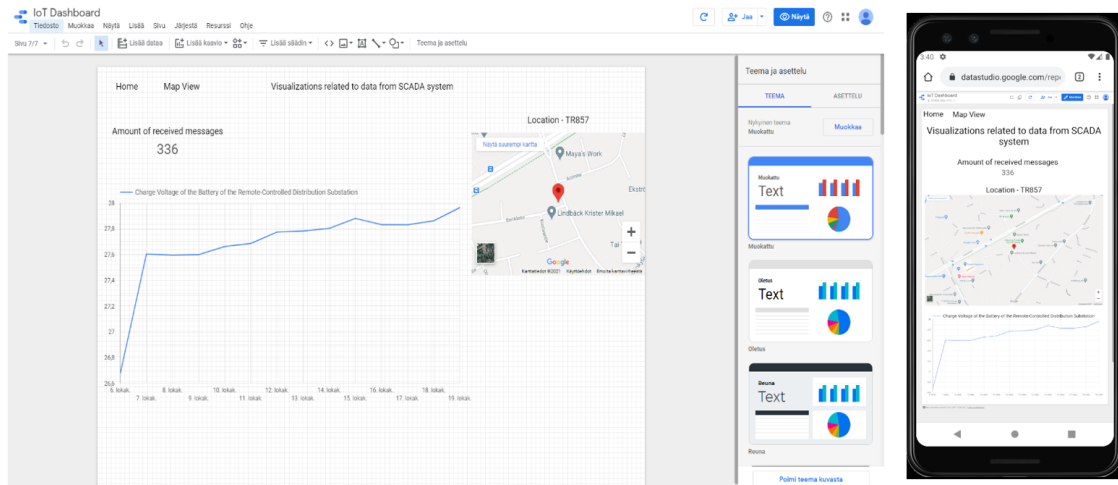 IoT Dashboard
Tiedosto Muokkaa Näytä Lisää Sivu Järjestä Resurssi Ohje
Jaa
Näytä
Sivu 7/7
Lisää dataa
Lisää kaavio
Lisää säädin
Teema ja asettelu
Home
Map View
Visualizations related to data from SCADA system
Amount of received messages
336
Charge Voltage of the Battery of the Remote-Controlled Distribution Substation
28
27,8
27,6
27,4
27,2
27
26,8
26,6
6. lokak.
7. lokak.
8. lokak.
9. lokak.
10. lokak.
11. lokak.
12. lokak.
13. lokak.
14. lokak.
15. lokak.
16. lokak.
17. lokak.
18. lokak.
19. lokak.
Location - TR857
Näytä suurempi kartta
Maya's Work
Lindbäck Krister Mikael
Google
Karttatiedot ©2021 Käyttöehdot
Teema ja asettelu
TEEMA
ASETTELU
Nykyinen teema
Muokattu
Muokkaa
Muokattu
Text
Muokattu
Oletus
Text
Oletus
Reuna
Text
Reuna
Poimi teema kuvasta
3:40
datastudio.google.com/repo
2
IoT Dashboard
Home Map View
Visualizations related to data from SCADA
system
Amount of received messages
336
Location - TR857
Charge Voltage of the Battery of the Remote-Controlled Distribution Substation